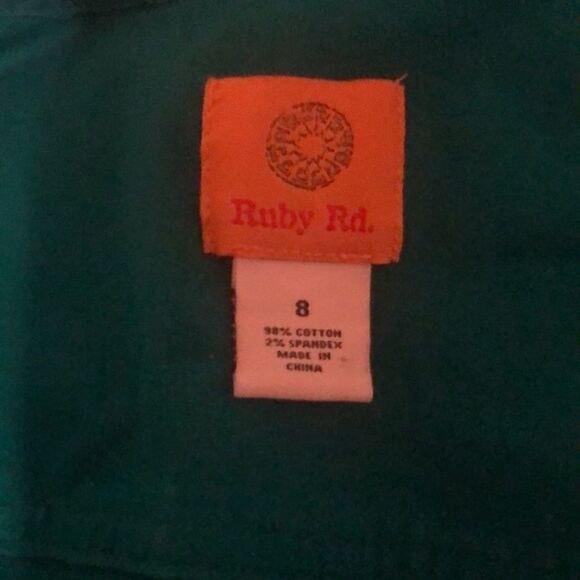 Ruby Rd.
8
98% COTTON
2% SPANDEX
MADE IN
CHINA